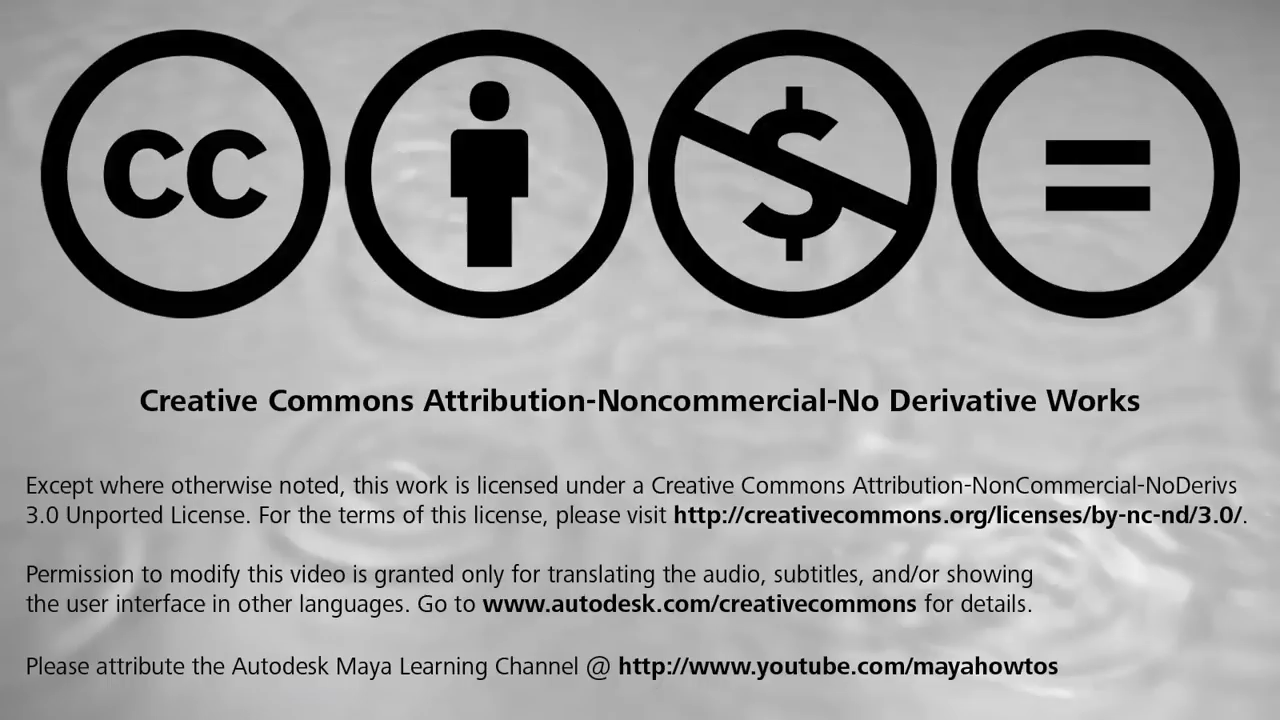 cc $ =
Creative Commons Attribution-Noncommercial-No Derivative Works
Except where otherwise noted, this work is licensed under a Creative Commons Attribution-NonCommercial-NoDerivs
3.0 Unported License. For the terms of this license, please visit http://creativecommons.org/licenses/by-nc-nd/3.0/.
Permission to modify this video is granted only for translating the audio, subtitles, and/or showing
the user interface in other languages. Go to www.autodesk.com/creativecommons for details.
Please attribute the Autodesk Maya Learning Channel @ http://www.youtube.com/mayahowtos